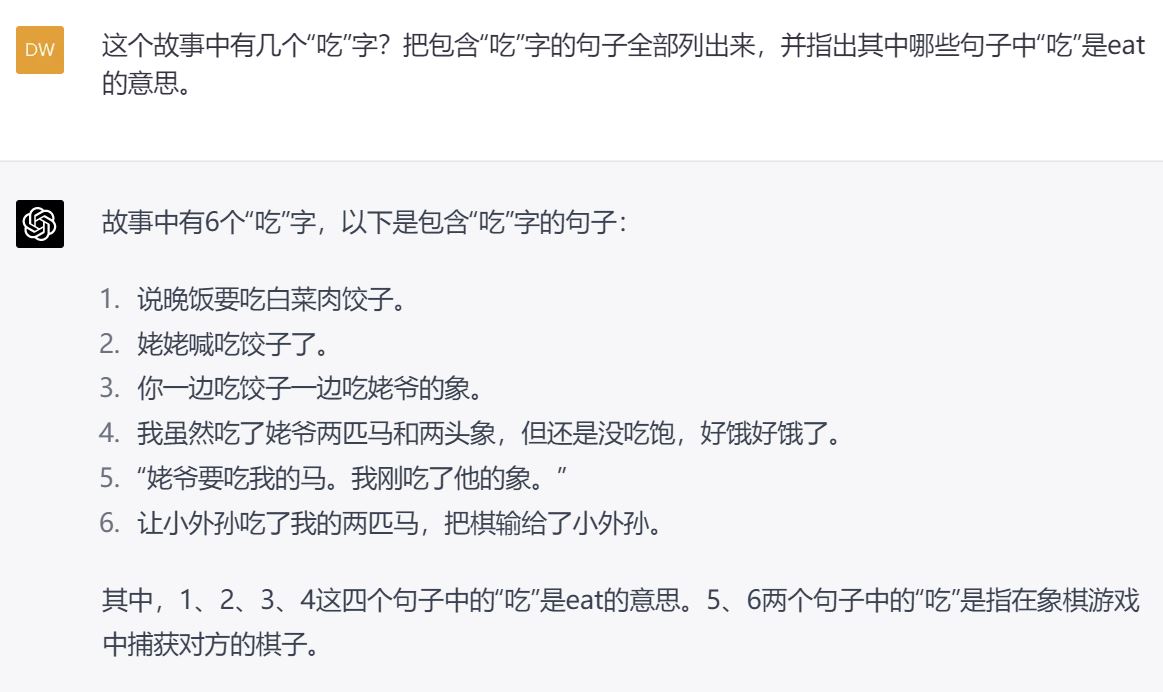 DW
这个故事中有几个“吃”字？把包含“吃”字的句子全部列出来，并指出其中哪些句子中“吃”是eat
的意思。
故事中有6个“吃”字，以下是包含“吃”字的句子：
1. 说晚饭要吃白菜肉饺子。
2. 姥姥喊吃饺子了。
3. 你一边吃饺子一边吃姥爷的象。
4. 我虽然吃了姥爷两匹马和两头象，但还是没吃饱，好饿好饿了。
5. “姥爷要吃我的马。我刚吃了他的象。”
6. 让小外孙吃了我的两匹马，把棋输给了小外孙。
其中，1、2、3、4这四个句子中的“吃”是eat的意思。5、6两个句子中的“吃”是指在象棋游戏
中捕获对方的棋子。